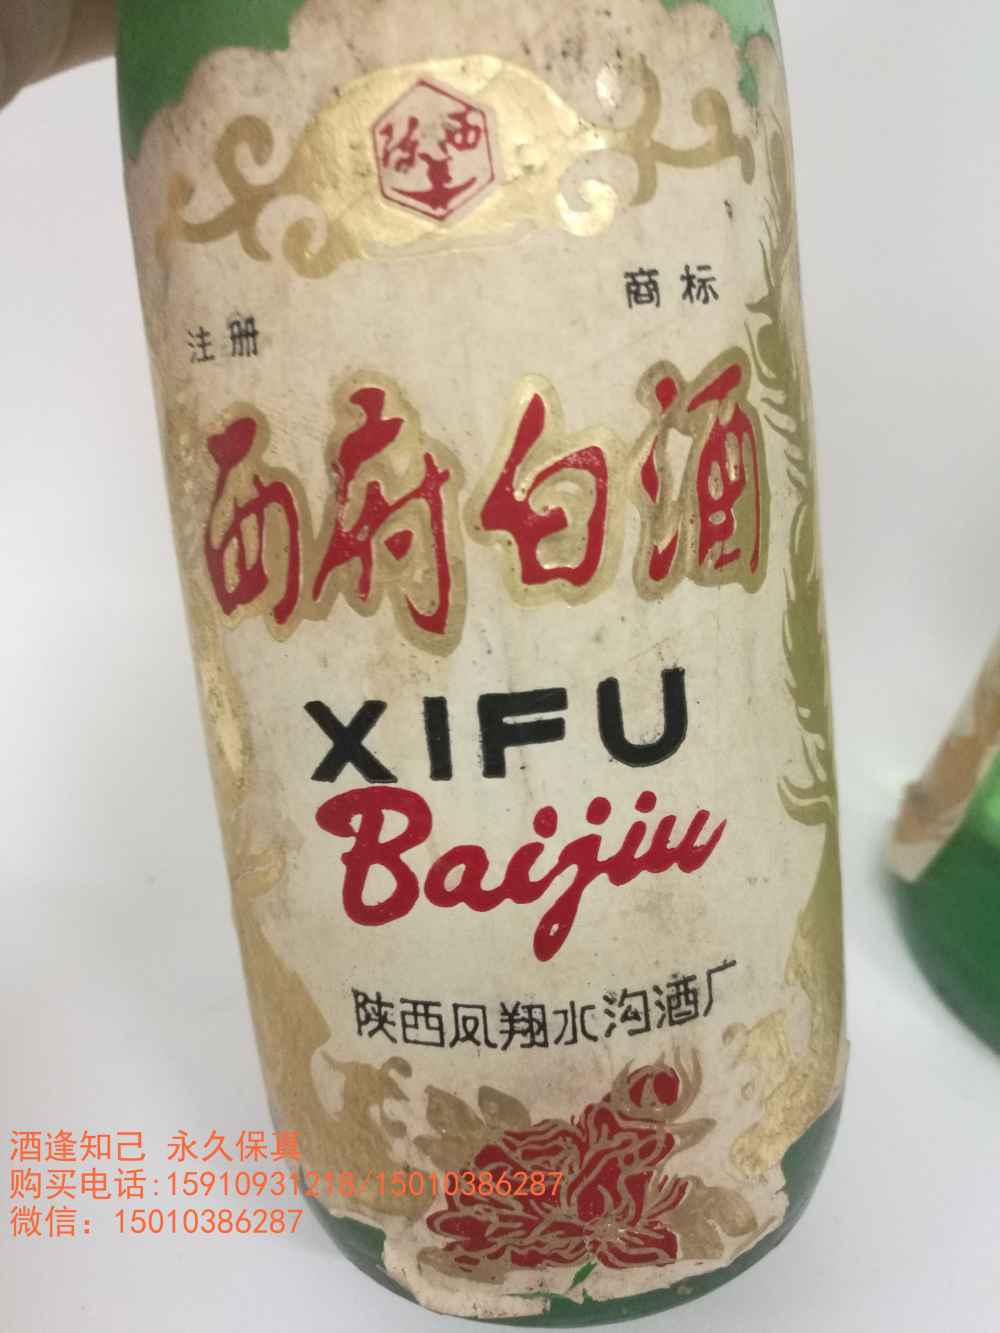 陕西
注册 商标
西府白酒
XIFU
Baijiu
陕西凤翔水沟酒厂
酒逢知己 永久保真
购买电话:15910931218/15010386287
微信：15010386287